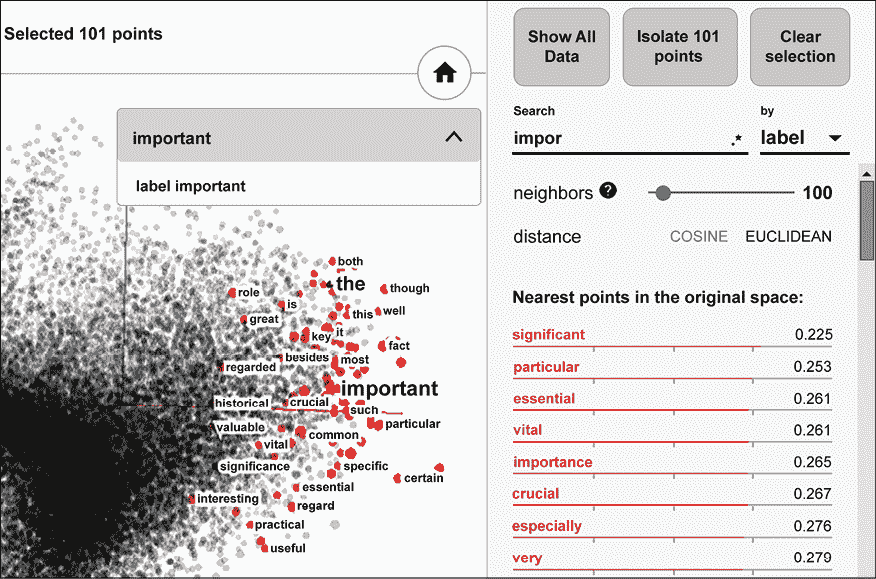 Selected 101 points
important
label important
both
the
though
role
is
this
well
great
key
it
fact
besides
most
regarded
important
historical
crucial
such
valuable
particular
common
vital
significance
specific
certain
essential
interesting
regard
practical
useful
Show All
Data
Isolate 101
points
Clear
selection
Search
by
impor
.*
label
neighbors
?
100
distance
COSINE
EUCLIDEAN
Nearest points in the original space:
significant 0.225
particular 0.253
essential 0.261
vital 0.261
importance 0.265
crucial 0.267
especially 0.276
very 0.279